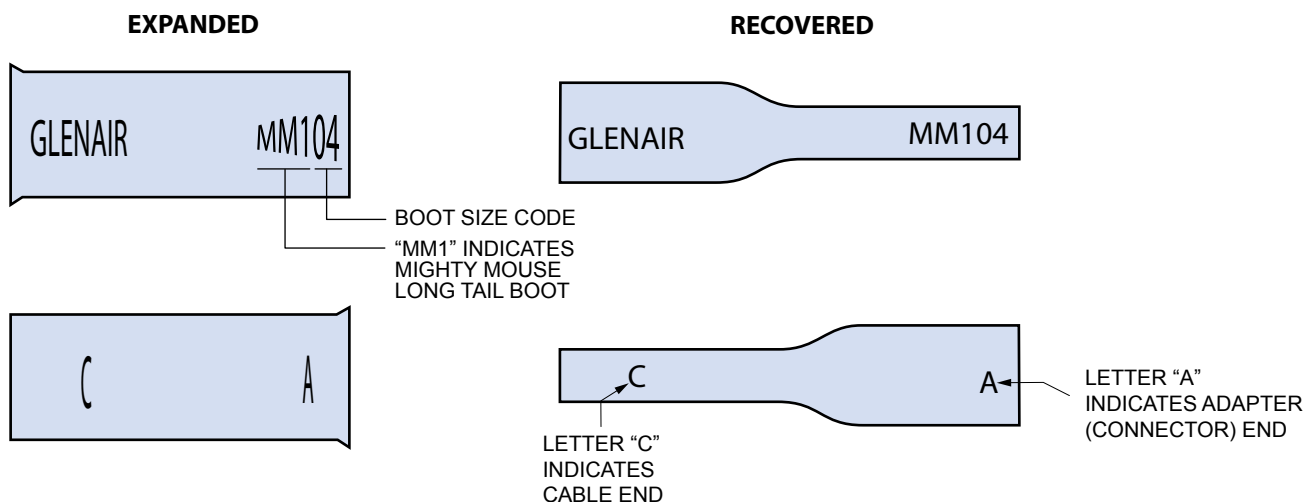 EXPANDED
RECOVERED
GLENAIR
MM104
GLENAIR
MM104
BOOT SIZE CODE
“MM1” INDICATES
MIGHTY MOUSE
LONG TAIL BOOT
C
A
C
A
LETTER “A”
INDICATES ADAPTER
(CONNECTOR) END
LETTER “C”
INDICATES
CABLE END